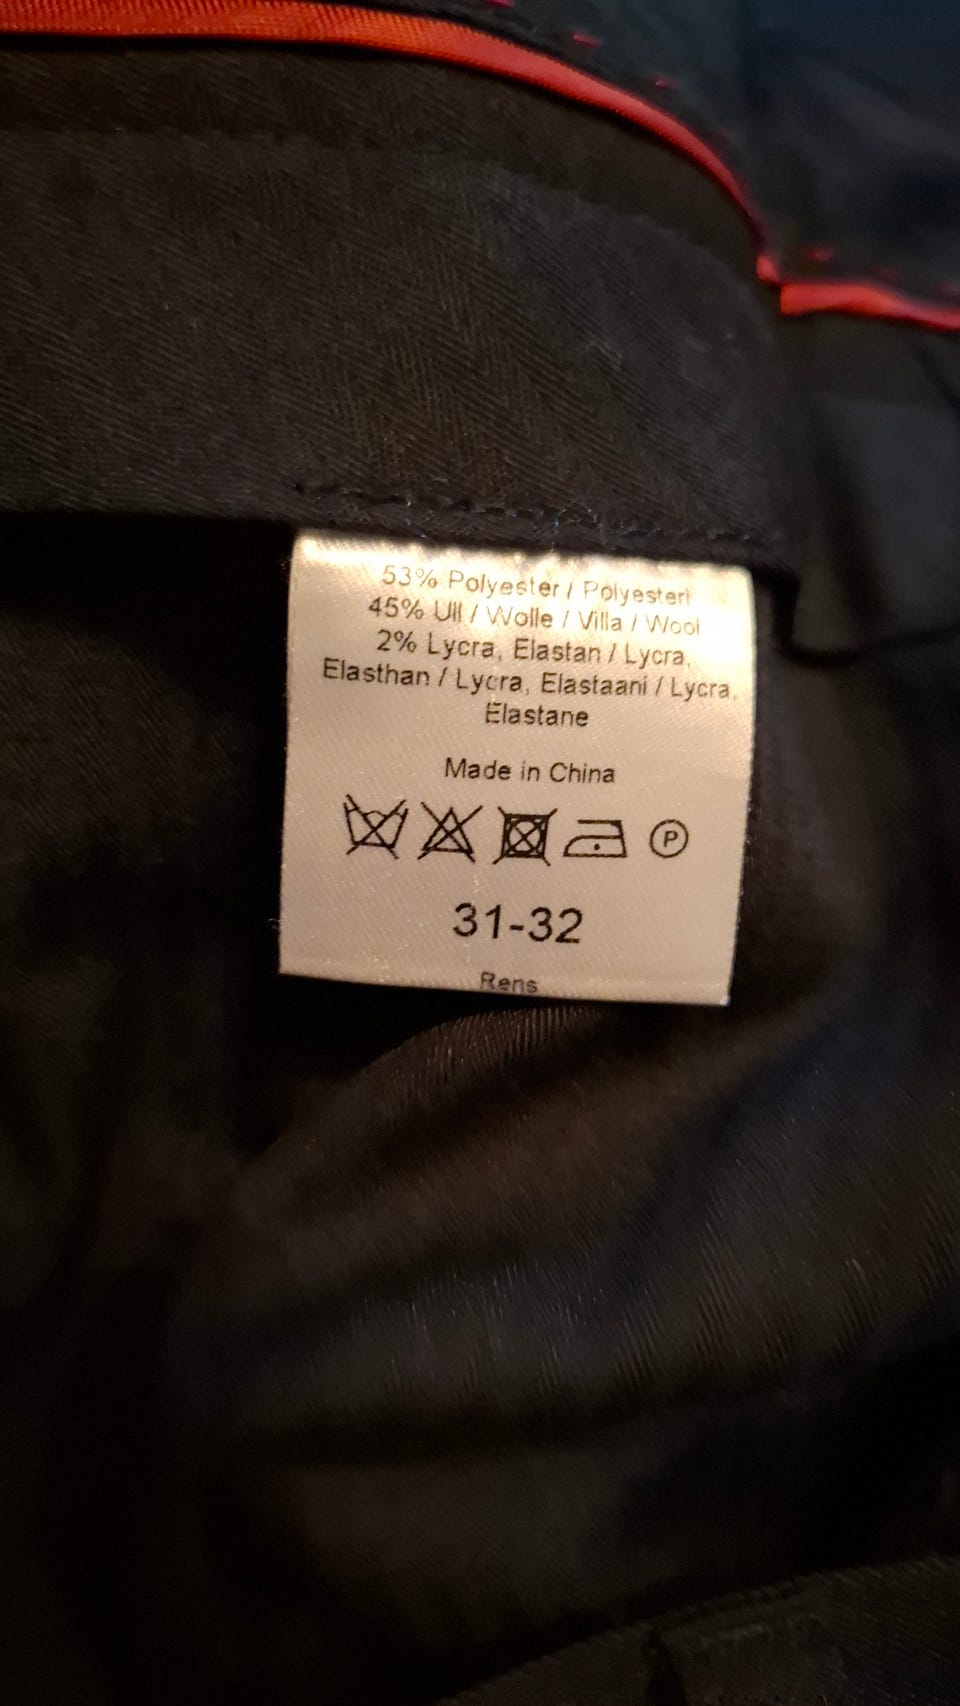 53% Polyester / Polyesteri
45% Ull / Wolle / Villa / Wool
2% Lycra, Elastan / Lycra,
Elasthan / Lycra, Elastaani / Lycra,
Elastane
Made in China
P
31-32
Rens